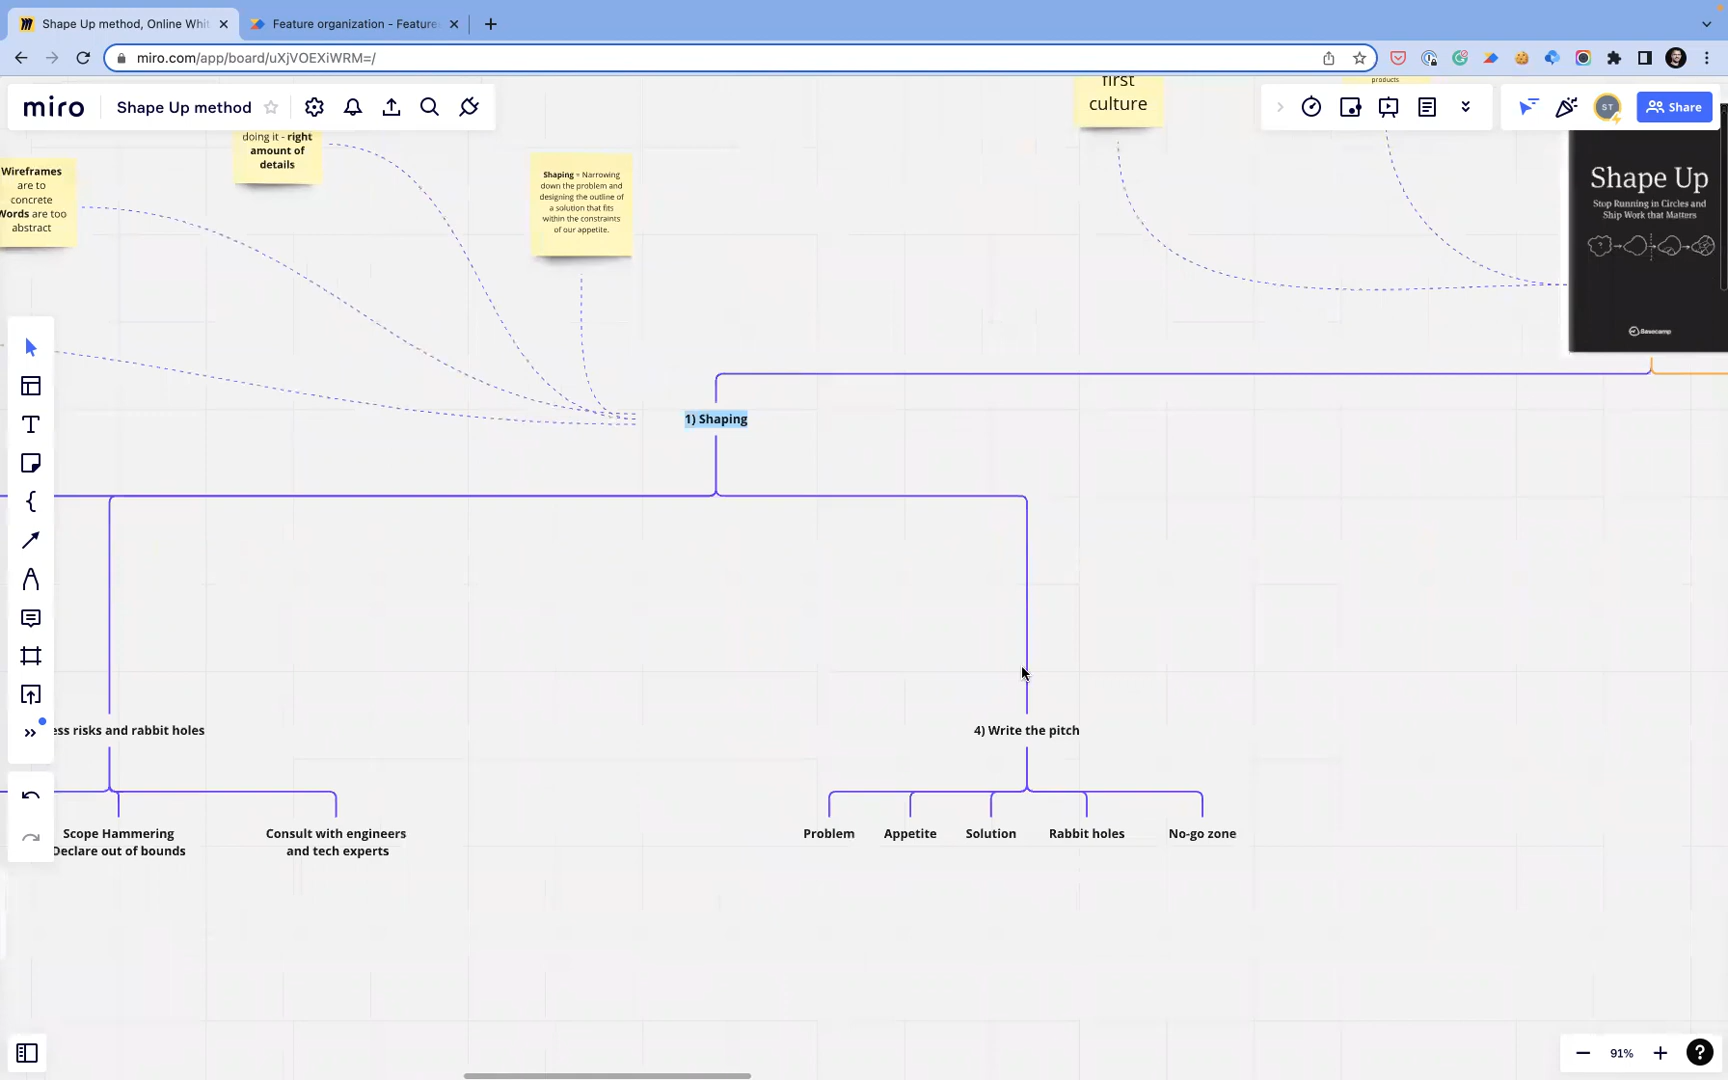 Shape Up method, Online Whit
Feature organization - Feature
miro.com/app/board/uXjVOEXiWRM=/
miro
Shape Up method
ST
Share
first
culture
products
doing it - right
amount of
details
Wireframes
are to
concrete
Words are too
abstract
Shaping = Narrowing
down the problem and
designing the outline of
a solution that fits
within the constraints
of our appetite.
Shape Up
Stop Running in Circles and
Ship Work that Matters
Basecamp
1) Shaping
ess risks and rabbit holes
4) Write the pitch
Scope Hammering
Declare out of bounds
Consult with engineers
and tech experts
Problem
Appetite
Solution
Rabbit holes
No-go zone
91%